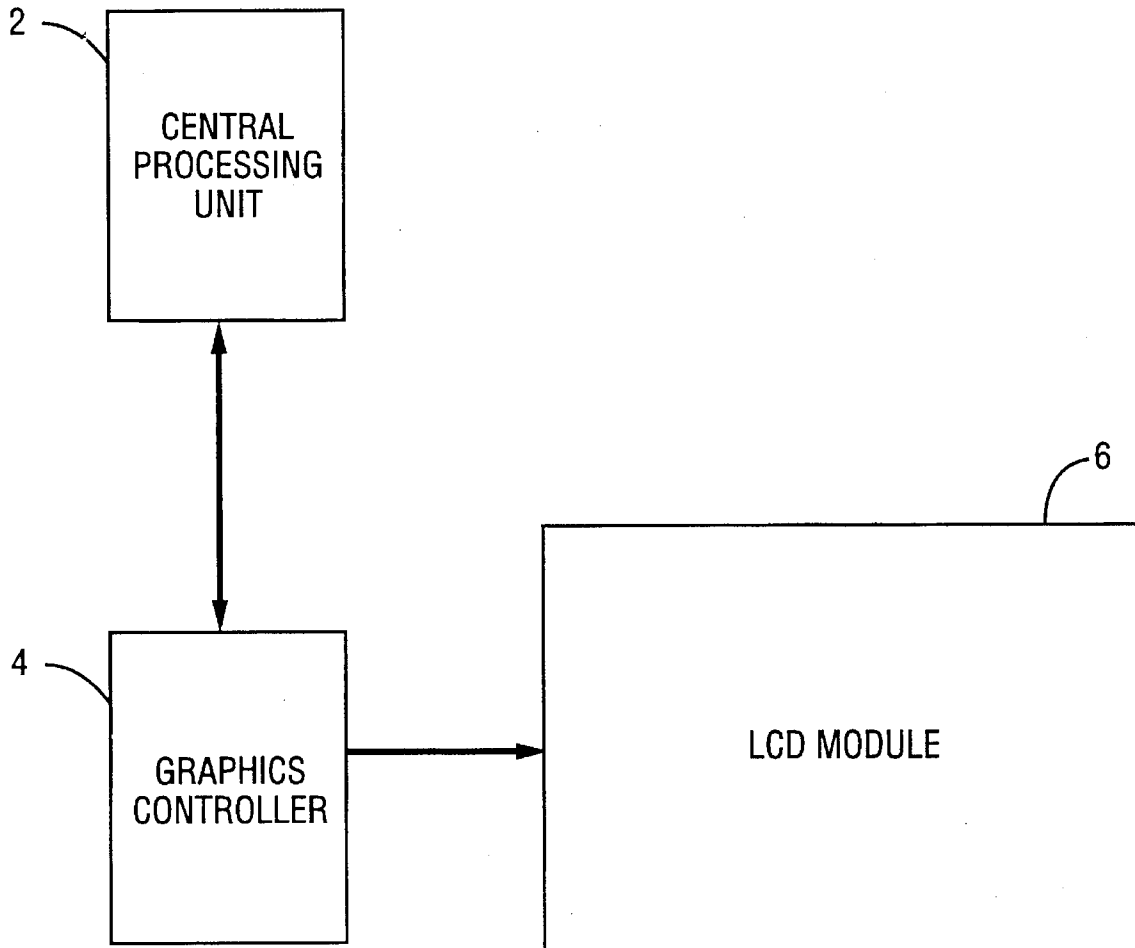 2
CENTRAL
PROCESSING
UNIT
6
4
GRAPHICS
CONTROLLER
LCD MODULE